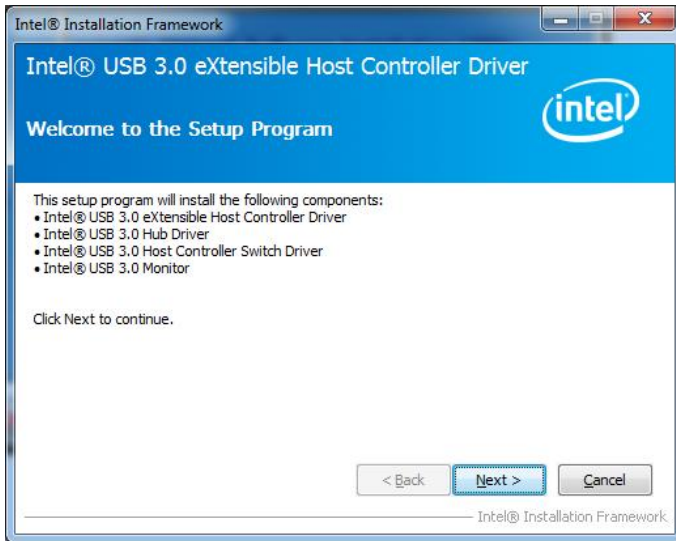 Intel® Installation Framework
Intel® USB 3.0 eXtensible Host Controller Driver
Welcome to the Setup Program
intel
This setup program will install the following components:
• Intel® USB 3.0 eXtensible Host Controller Driver
• Intel® USB 3.0 Hub Driver
• Intel® USB 3.0 Host Controller Switch Driver
• Intel® USB 3.0 Monitor
Click Next to continue.
< Back Next > Cancel
Intel® Installation Framework